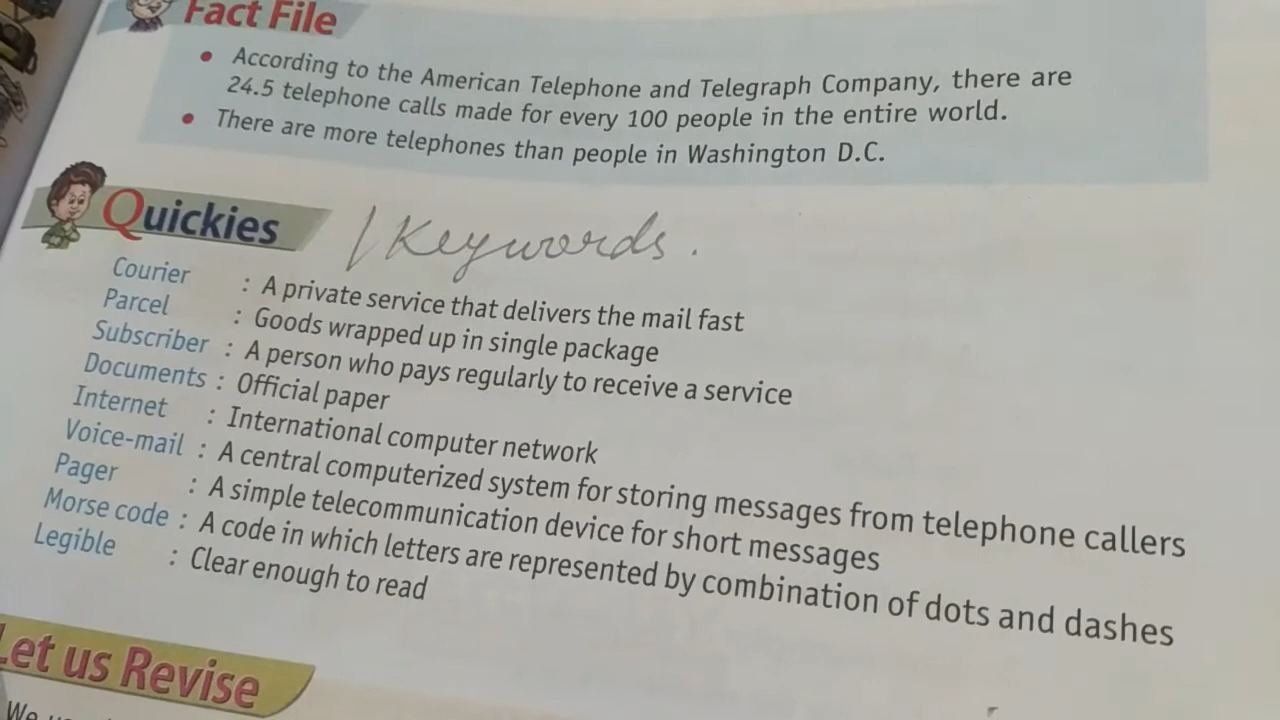 Fact File
• According to the American Telephone and Telegraph Company, there are
24.5 telephone calls made for every 100 people in the entire world.
• There are more telephones than people in Washington D.C.
Quickies / Keywords.
Courier : A private service that delivers the mail fast
Parcel : Goods wrapped up in single package
Subscriber : A person who pays regularly to receive a service
Documents : Official paper
Internet : International computer network
Voice-mail : A central computerized system for storing messages from telephone callers
Pager : A simple telecommunication device for short messages
Morse code : A code in which letters are represented by combination of dots and dashes
Legible : Clear enough to read
Let us Revise
We